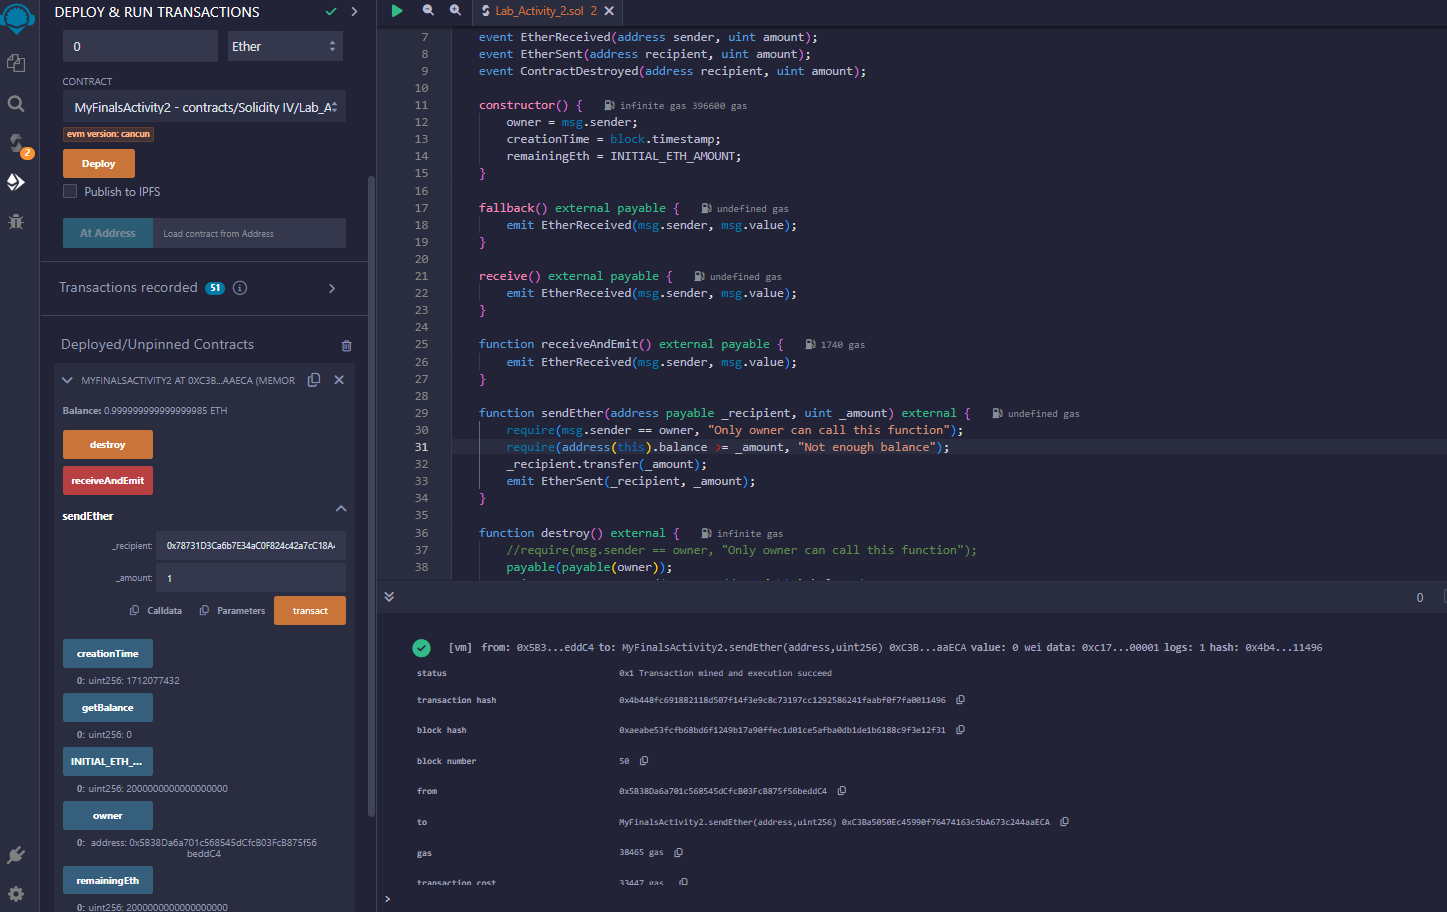 DEPLOY & RUN TRANSACTIONS
0
Ether
CONTRACT
MyFinalsActivity2 - contracts/Solidity IV/Lab_A
evm version: cancun
Deploy
Publish to IPFS
At Address
Load contract from Address
Transactions recorded 51 i
Deployed/Unpinned Contracts
MYFINALSACTIVITY2 AT 0XC3B...AAECA (MEMOR
Balance: 0.999999999999999985 ETH
destroy
receiveAndEmit
sendEther
_recipient: 0x78731D3Ca6b7E34aC0F824c42a7cC18A
_amount: 1
Calldata Parameters transact
creationTime
0: uint256: 1712077432
getBalance
0: uint256: 0
INITIAL_ETH_...
0: uint256: 2000000000000000000
owner
0: address: 0x5B38Da6a701c568545dCfcB03FcB875f56
beddC4
remainingEth
0: uint256: 2000000000000000000
2
Lab_Activity_2.sol 2
7 event EtherReceived(address sender, uint amount);
8 event EtherSent(address recipient, uint amount);
9 event ContractDestroyed(address recipient, uint amount);
10
11 constructor() { infinite gas 396600 gas
12 owner = msg.sender;
13 creationTime = block.timestamp;
14 remainingEth = INITIAL_ETH_AMOUNT;
15 }
16
17 fallback() external payable { undefined gas
18 emit EtherReceived(msg.sender, msg.value);
19 }
20
21 receive() external payable { undefined gas
22 emit EtherReceived(msg.sender, msg.value);
23 }
24
25 function receiveAndEmit() external payable { 1740 gas
26 emit EtherReceived(msg.sender, msg.value);
27 }
28
29 function sendEther(address payable _recipient, uint _amount) external { undefined gas
30 require(msg.sender == owner, "Only owner can call this function");
31 require(address(this).balance >= _amount, "Not enough balance");
32 _recipient.transfer(_amount);
33 emit EtherSent(_recipient, _amount);
34 }
35
36 function destroy() external { infinite gas
37 //require(msg.sender == owner, "Only owner can call this function");
38 payable(payable(owner));
0
[vm] from: 0x5B3...eddC4 to: MyFinalsActivity2.sendEther(address,uint256) 0xC3B...aaECA value: 0 wei data: 0xc17...00001 logs: 1 hash: 0x4b4...11496
status 0x1 Transaction mined and execution succeed
transaction hash 0x4b448fc691882118d507f14f3e9c8c73197cc1292586241faabf0f7fa0011496
block hash 0xaeabe53fcfb68bd6f1249b17a90ffec1d01ce5afba0db1de1b6188c9f3e12f31
block number 50
from 0x5B38Da6a701c568545dCfcB03FcB875f56beddC4
to MyFinalsActivity2.sendEther(address,uint256) 0xC3Ba5050Ec45990f76474163c5bA673c244aaECA
gas 38465 gas
transaction cost 33447 gas
>